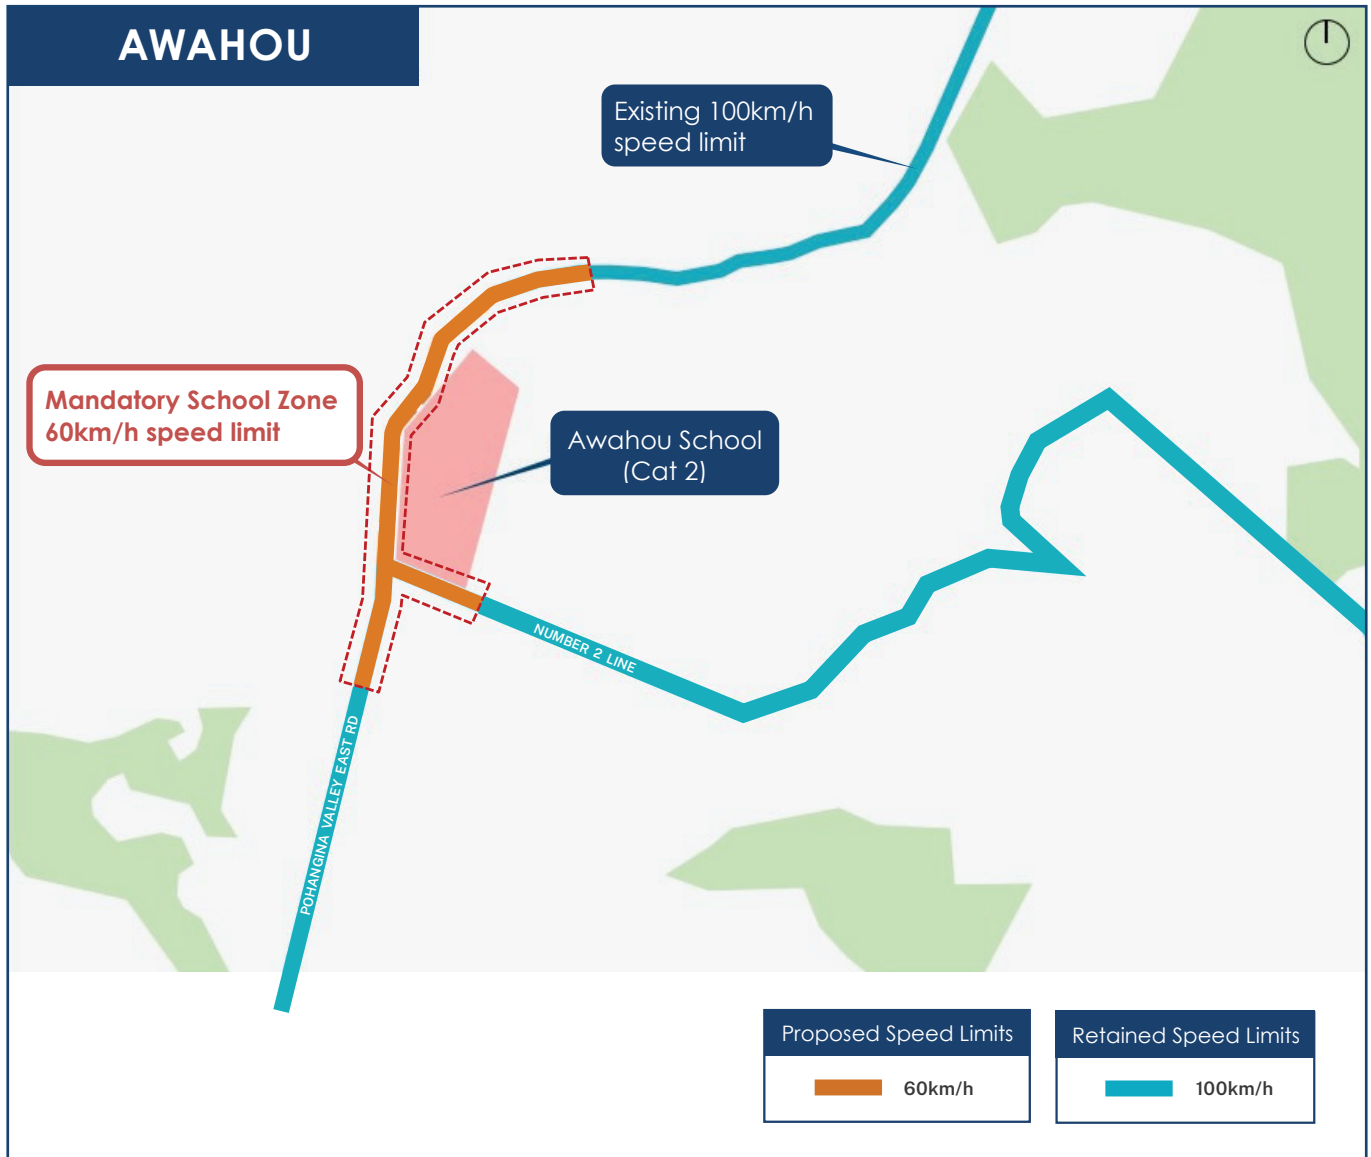 AWAHOU
Existing 100km/h
speed limit
Mandatory School Zone
60km/h speed limit
Awahou School
(Cat 2)
NUMBER 2 LINE
POHANGINA VALLEY EAST RD
Proposed Speed Limits
60km/h
Retained Speed Limits
100km/h